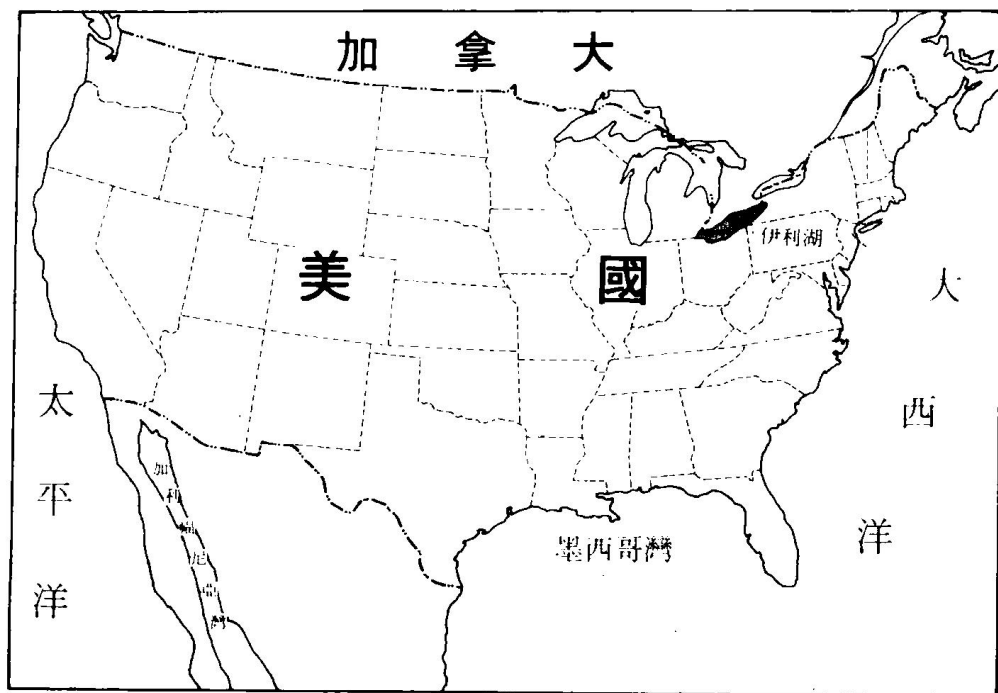 加拿大
美國
伊利湖
大西洋
太平洋
加利福尼亞灣
墨西哥灣